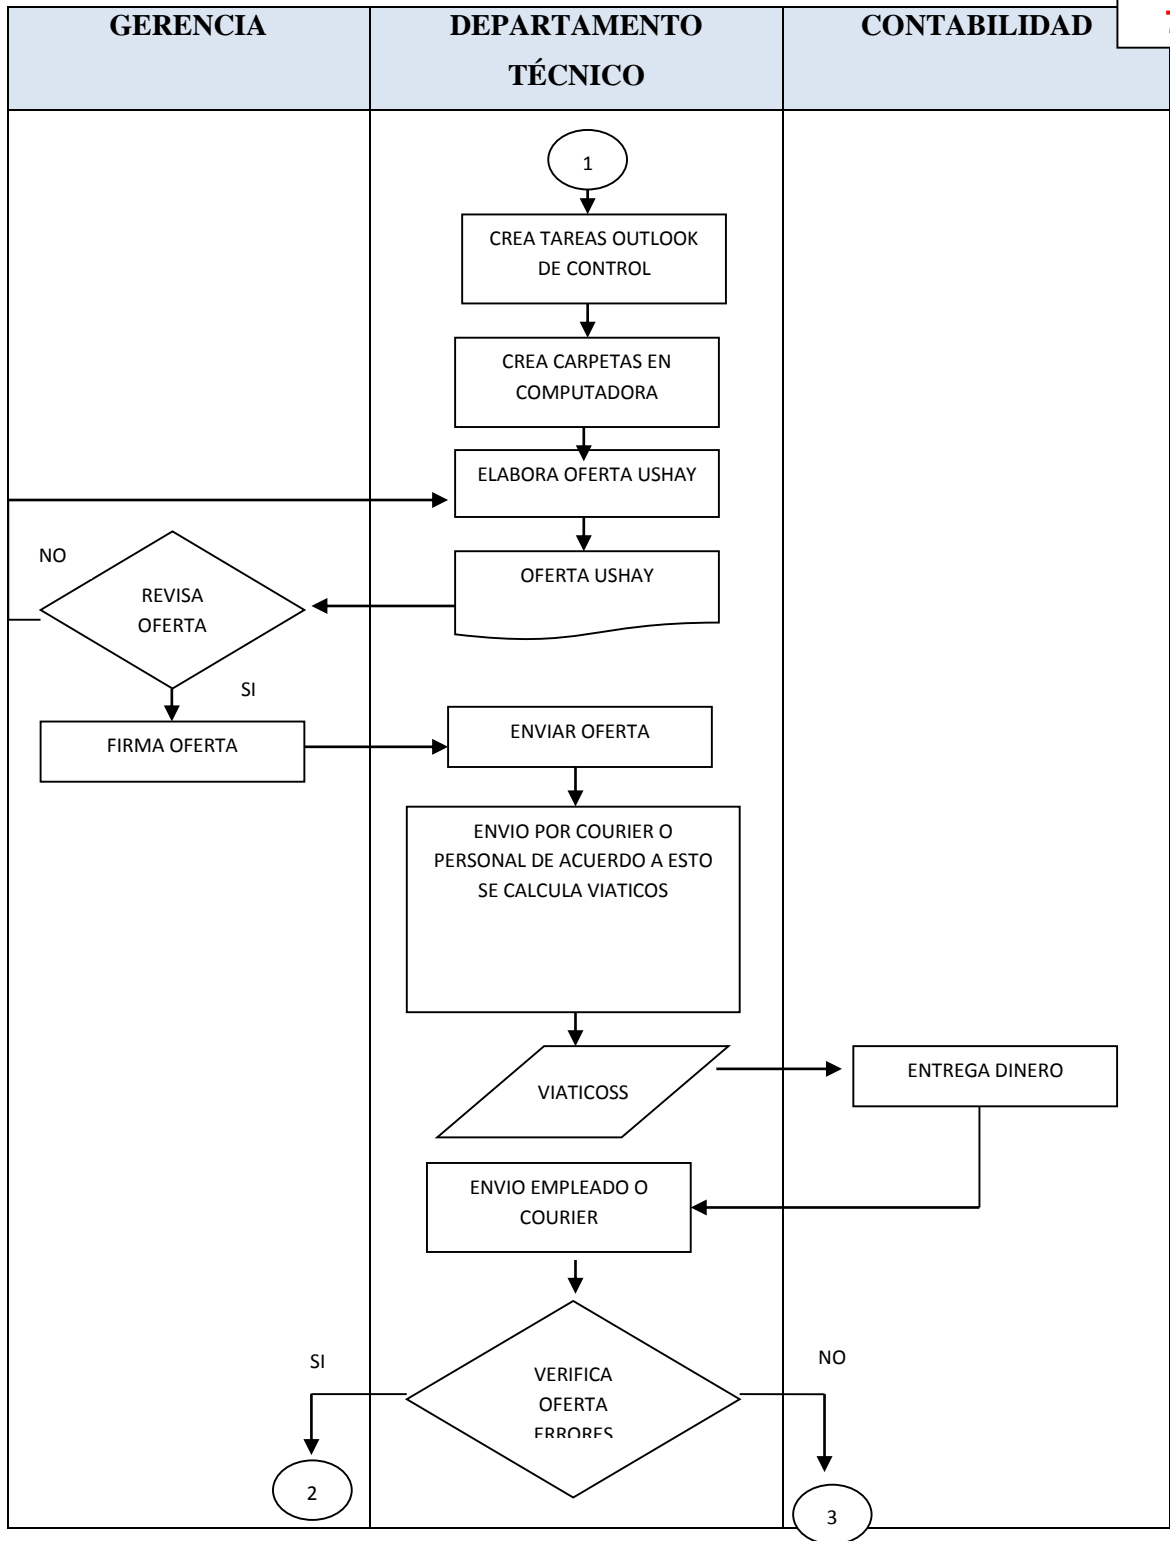 GERENCIA
DEPARTAMENTO
TÉCNICO
CONTABILIDAD
1
CREA TAREAS OUTLOOK
DE CONTROL
CREA CARPETAS EN
COMPUTADORA
ELABORA OFERTA USHAY
NO
REVISA
OFERTA
OFERTA USHAY
SI
FIRMA OFERTA
ENVIAR OFERTA
ENVIO POR COURIER O
PERSONAL DE ACUERDO A ESTO
SE CALCULA VIATICOS
VIATICOSS
ENTREGA DINERO
ENVIO EMPLEADO O
COURIER
SI
NO
VERIFICA
OFERTA
ERRORES
2
3